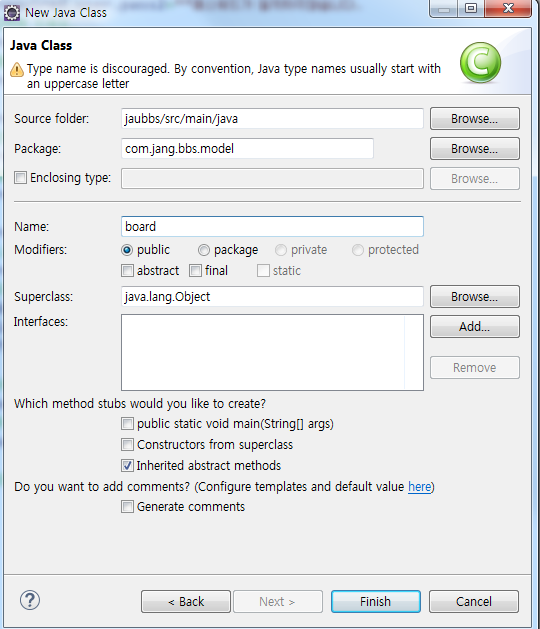 New Java Class
Java Class
Type name is discouraged. By convention, Java type names usually start with
an uppercase letter
Source folder: jaubbs/src/main/java Browse...
Package: com.jang.bbs.model Browse...
Enclosing type: Browse...
Name: board
Modifiers: public package private protected
abstract final static
Superclass: java.lang.Object Browse...
Interfaces: Add...
Remove
Which method stubs would you like to create?
public static void main(String[] args)
Constructors from superclass
Inherited abstract methods
Do you want to add comments? (Configure templates and default value here)
Generate comments
? < Back Next > Finish Cancel